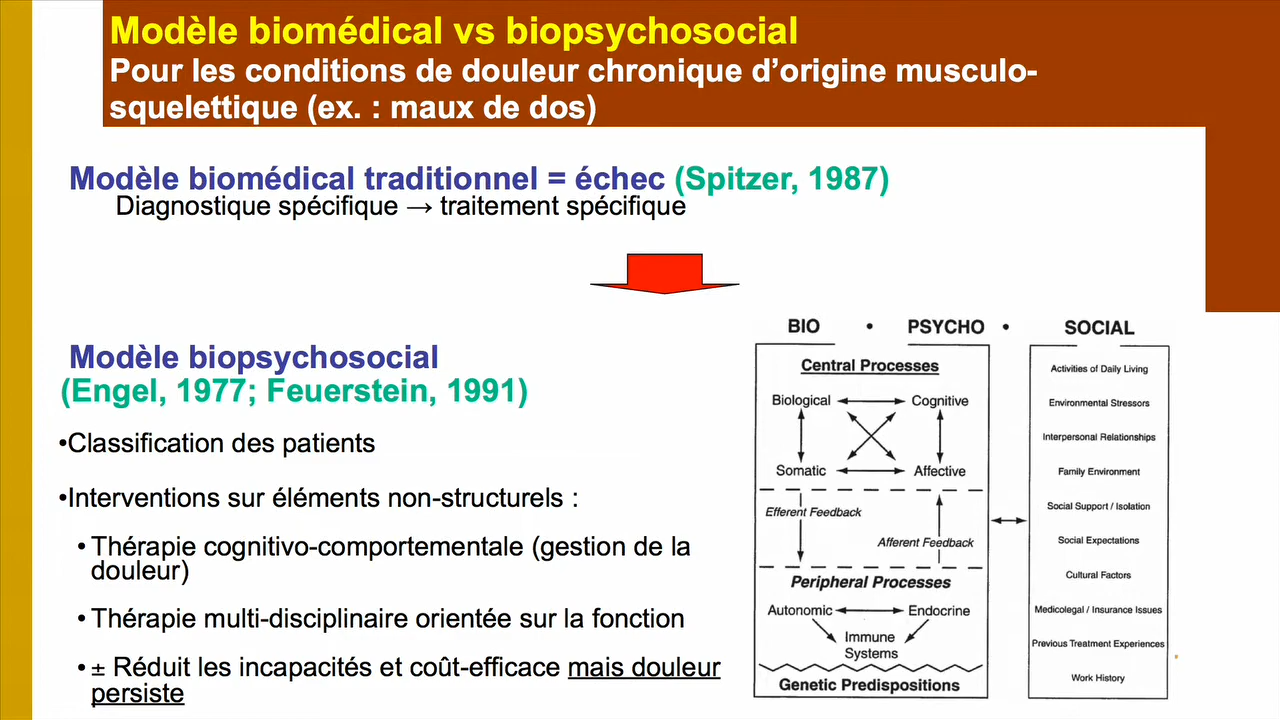 Modèle biomédical vs biopsychosocial
Pour les conditions de douleur chronique d’origine musculo-
squelettique (ex. : maux de dos)
Modèle biomédical traditionnel = échec (Spitzer, 1987)
Diagnostique spécifique → traitement spécifique
Modèle biopsychosocial
(Engel, 1977; Feuerstein, 1991)
•Classification des patients
•Interventions sur éléments non-structurels :
• Thérapie cognitivo-comportementale (gestion de la
douleur)
• Thérapie multi-disciplinaire orientée sur la fonction
• ± Réduit les incapacités et coût-efficace mais douleur
persiste
BIO • PSYCHO • SOCIAL
Central Processes
Biological Cognitive
Somatic Affective
Efferent Feedback
Afferent Feedback
Peripheral Processes
Autonomic Endocrine
Immune
Systems
Genetic Predispositions
Activities of Daily Living
Environmental Stressors
Interpersonal Relationships
Family Environment
Social Support / Isolation
Social Expectations
Cultural Factors
Medicolegal / Insurance Issues
Previous Treatment Experiences
Work History